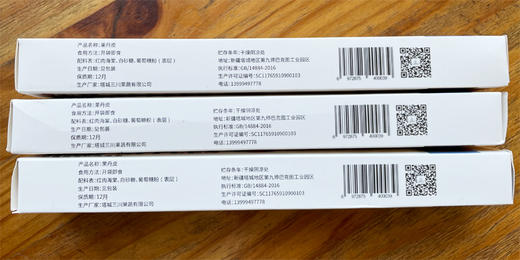 产品名称：果丹皮
食用方法：开袋即食
配料表：红肉海棠，白砂糖，葡萄糖粉（表层）
生产日期：见包装
保质期：12月
生产厂家：塔城三川果蔬有限公司
贮存条件：干燥阴凉处
地址：新疆塔城地区第九师巴克图工业园区
执行标准：GB/14884-2016
生产许可证编号：SC11765910900103
电话：13999497778
6 972875 400039
产品名称：果丹皮
食用方法：开袋即食
配料表：红肉海棠，白砂糖，葡萄糖粉（表层）
生产日期：见包装
保质期：12月
生产厂家：塔城三川果蔬有限公司
贮存条件：干燥阴凉处
地址：新疆塔城地区第九师巴克图工业园区
执行标准：GB/14884-2016
生产许可证编号：SC11765910900103
电话：13999497778
6 972875 400039
产品名称：果丹皮
食用方法：开袋即食
配料表：红肉海棠，白砂糖，葡萄糖粉（表层）
生产日期：见包装
保质期：12月
生产厂家：塔城三川果蔬有限公司
贮存条件：干燥阴凉处
地址：新疆塔城地区第九师巴克图工业园区
执行标准：GB/14884-2016
生产许可证编号：SC11765910900103
电话：13999497778
6 972875 400039